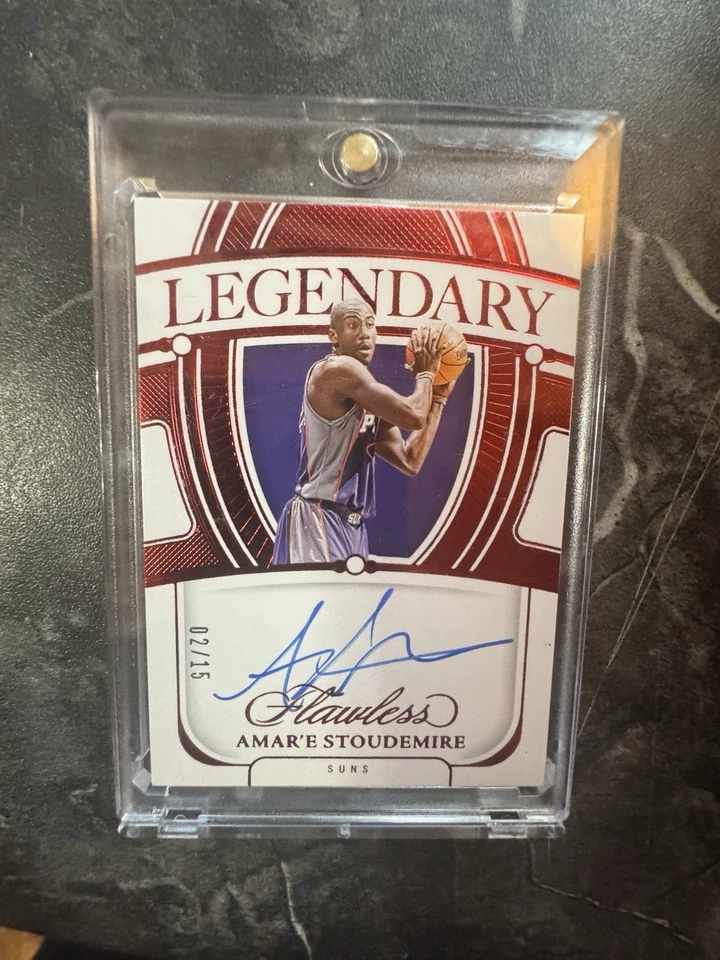 LEGENDARY
02/15
Flawless
AMAR'E STOUDEMIRE
SUNS